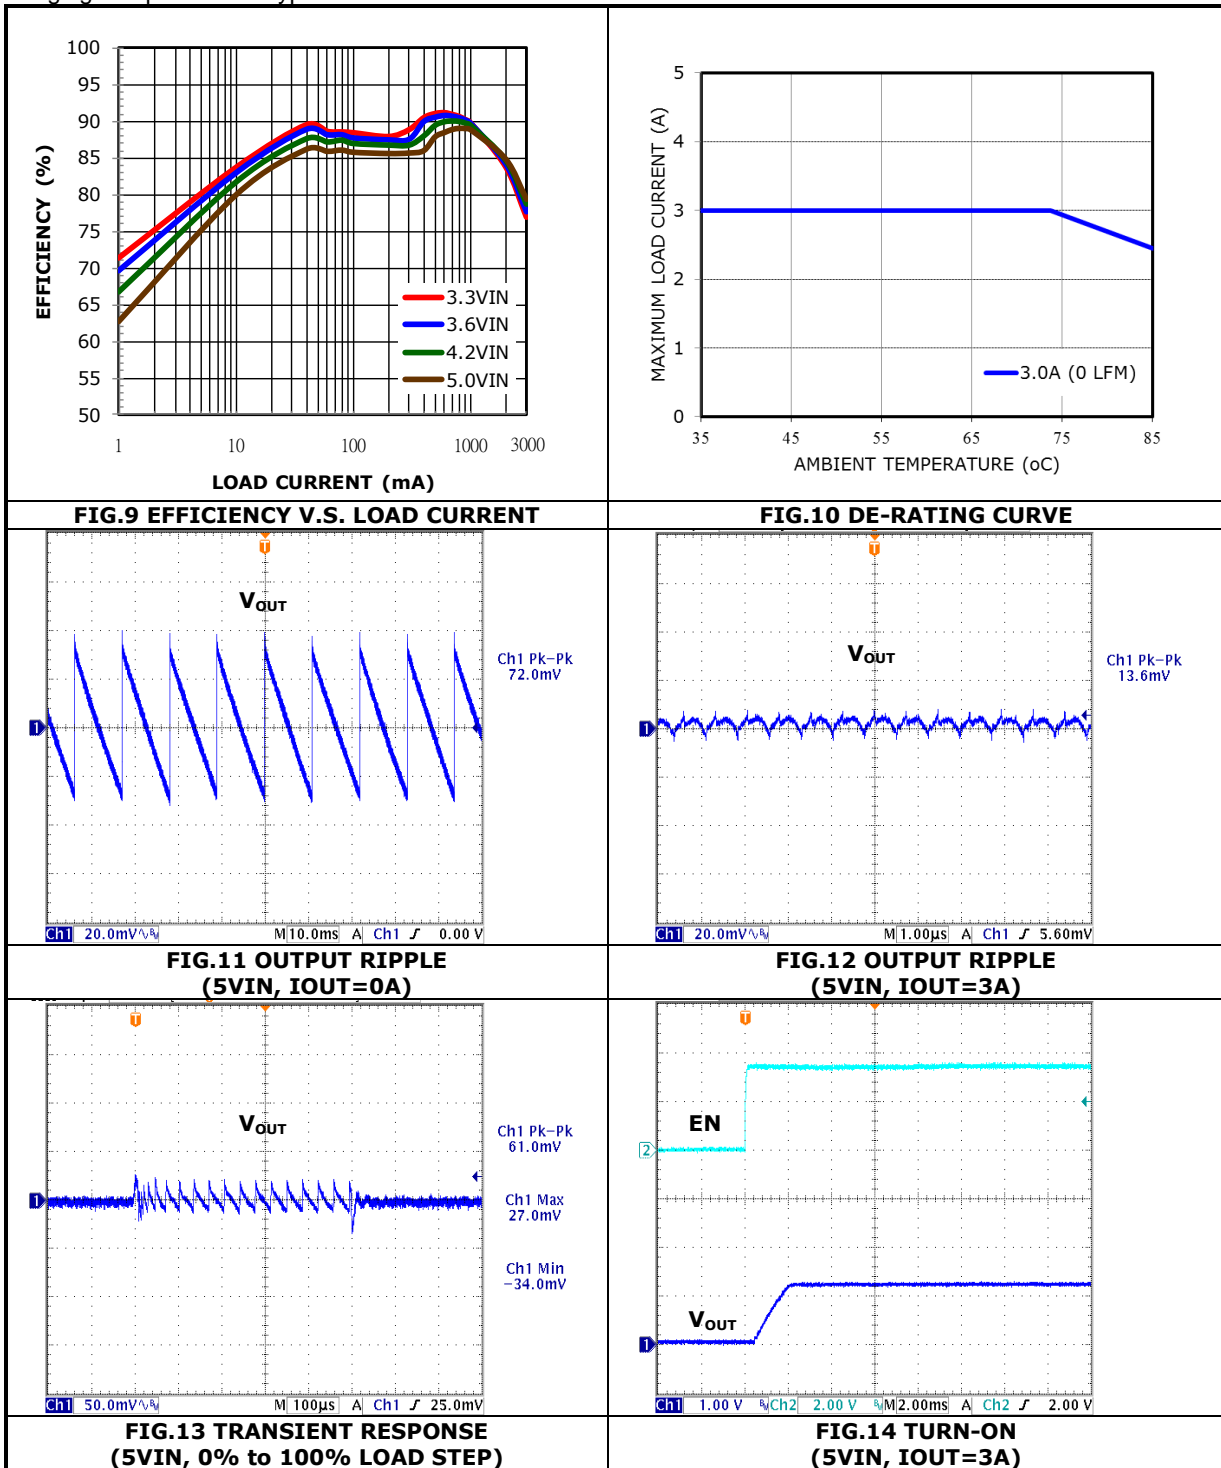 100
95
90
85
80
75
70
65
60
55
50
EFFICIENCY (%)
3.3VIN
3.6VIN
4.2VIN
5.0VIN
1 10 100 1000 3000
LOAD CURRENT (mA)
5
4
3
2
1
0
MAXIMUM LOAD CURRENT (A)
3.0A (0 LFM)
35 45 55 65 75 85
AMBIENT TEMPERATURE (oC)
FIG.9 EFFICIENCY V.S. LOAD CURRENT
FIG.10 DE-RATING CURVE
T
VOUT
1
Ch1 Pk-Pk
72.0mV
Ch1 20.0mV M 10.0ms A Ch1 0.00 V
T
VOUT
1
Ch1 Pk-Pk
13.6mV
Ch1 20.0mV M 1.00µs A Ch1 5.60mV
FIG.11 OUTPUT RIPPLE
(5VIN, IOUT=0A)
FIG.12 OUTPUT RIPPLE
(5VIN, IOUT=3A)
T
VOUT
1
Ch1 Pk-Pk
61.0mV
Ch1 Max
27.0mV
Ch1 Min
-34.0mV
Ch1 50.0mV M 100µs A Ch1 25.0mV
T
EN
2
VOUT
1
Ch1 1.00 V Ch2 2.00 V M 2.00ms A Ch2 2.00 V
FIG.13 TRANSIENT RESPONSE
(5VIN, 0% to 100% LOAD STEP)
FIG.14 TURN-ON
(5VIN, IOUT=3A)